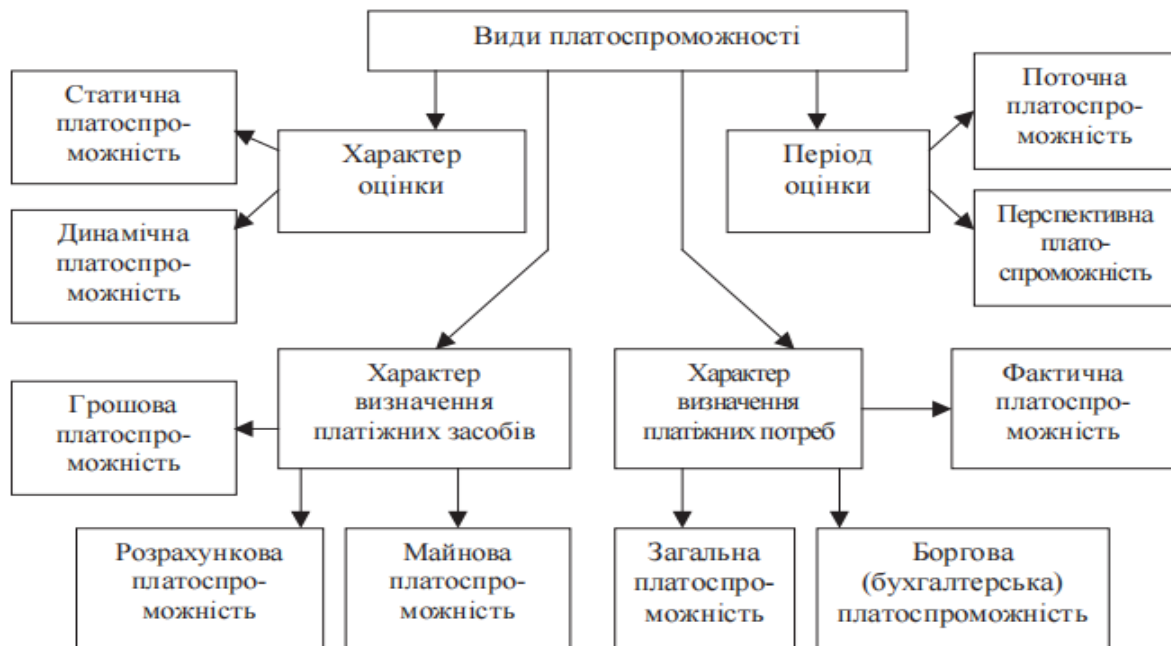 Види платоспроможності
Статична
платоспро-
можність
Динамічна
платоспро-
можність
Характер
оцінки
Період
оцінки
Поточна
платоспро-
можність
Перспективна
плато-
спроможність
Грошова
платоспро-
можність
Характер
визначення
платіжних засобів
Характер
визначення
платіжних потреб
Фактична
платоспро-
можність
Розрахункова
платоспро-
можність
Майнова
платоспро-
можність
Загальна
платоспро-
можність
Боргова
(бухгалтерська)
платоспроможність